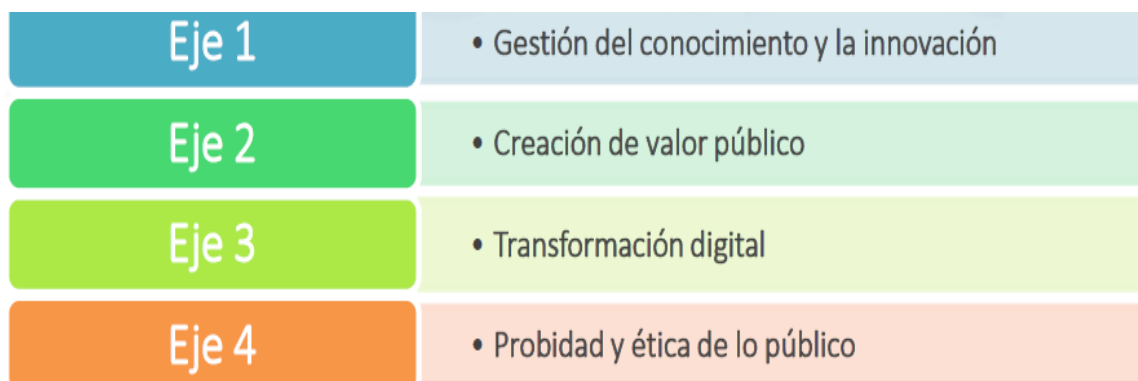 Eje 1
• Gestión del conocimiento y la innovación
Eje 2
• Creación de valor público
Eje 3
• Transformación digital
Eje 4
• Probidad y ética de lo público